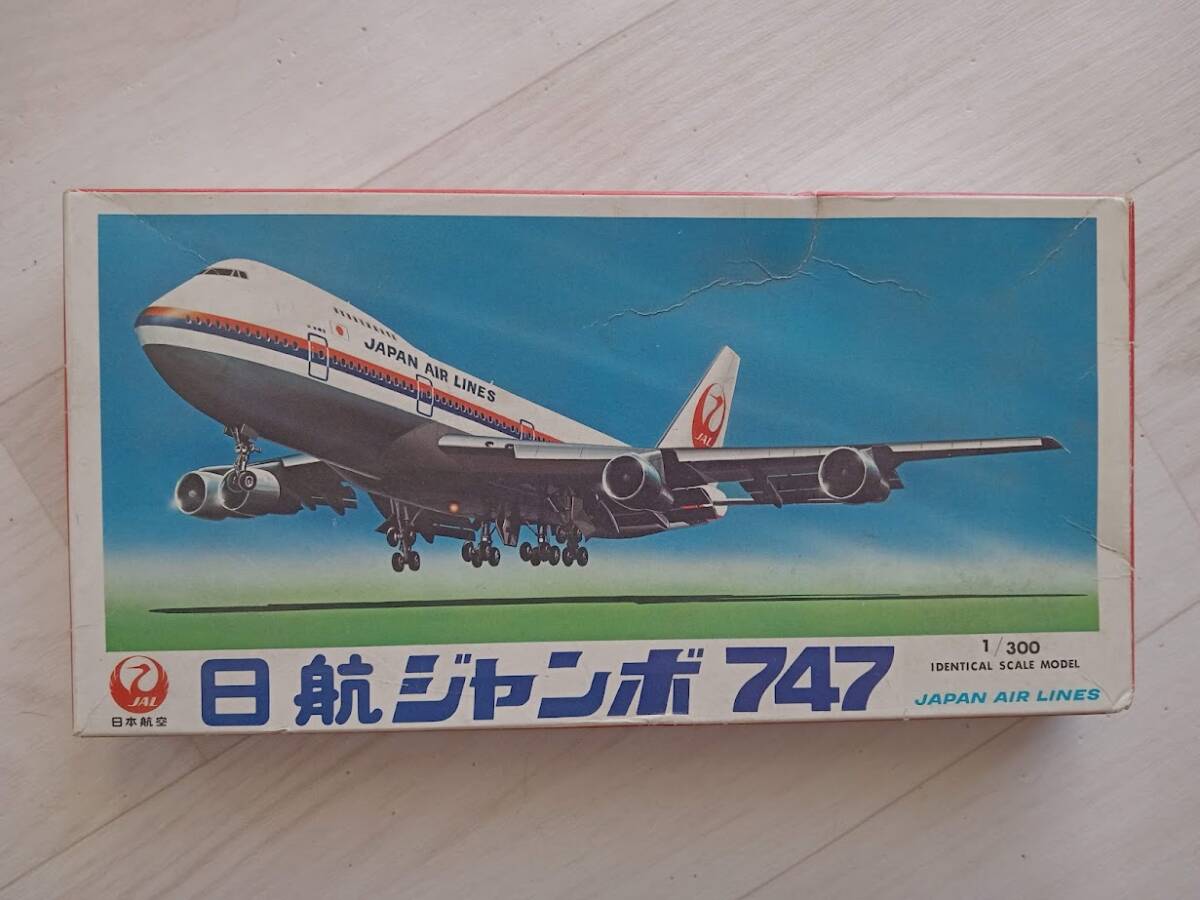 JAPAN AIR LINES
JAL
JAL
日本航空
日航ジャンボ 747
1/300
IDENTICAL SCALE MODEL
JAPAN AIR LINES